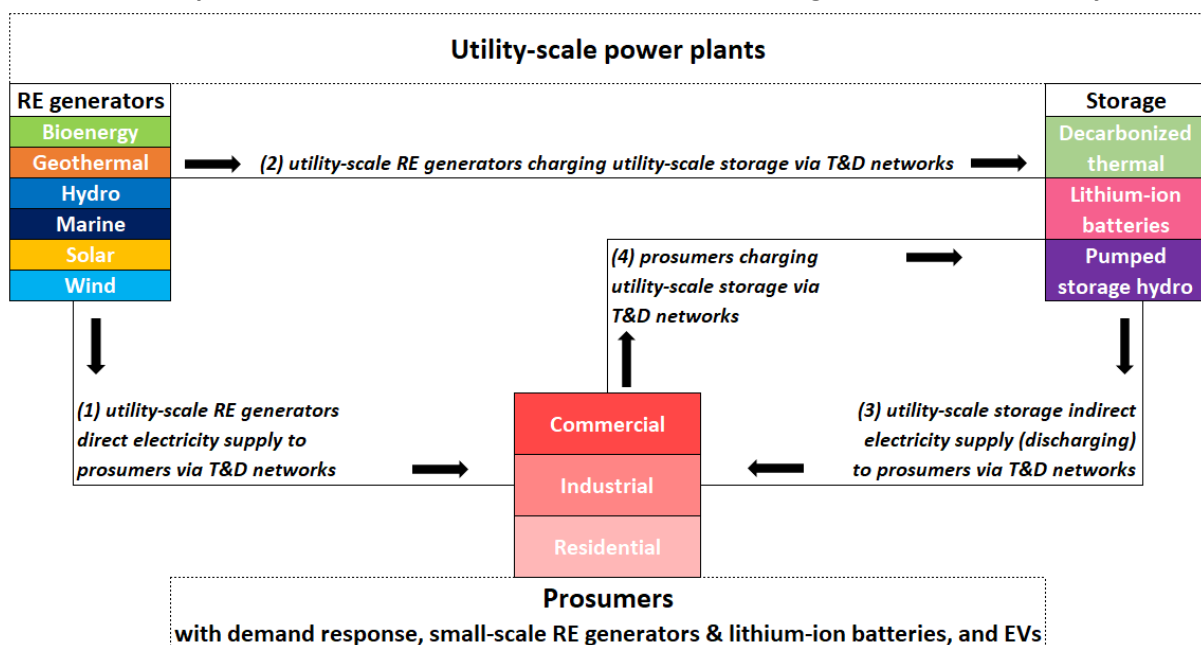 Utility-scale power plants
RE generators
Bioenergy
Geothermal
Hydro
Marine
Solar
Wind
Storage
Decarbonized
thermal
Lithium-ion
batteries
Pumped
storage hydro
(2) utility-scale RE generators charging utility-scale storage via T&D networks
(4) prosumers charging
utility-scale storage via
T&D networks
(1) utility-scale RE generators
direct electricity supply to
prosumers via T&D networks
Commercial
Industrial
Residential
(3) utility-scale storage indirect
electricity supply (discharging)
to prosumers via T&D networks
Prosumers
with demand response, small-scale RE generators & lithium-ion batteries, and EVs